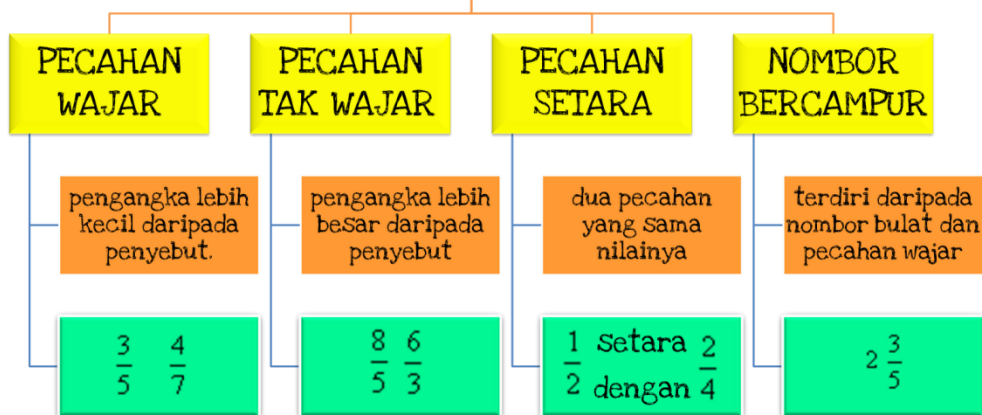 PECAHAN
WAJAR
pengangka lebih
kecil daripada
penyebut.
3/5 4/7
PECAHAN
TAK WAJAR
pengangka lebih
besar daripada
penyebut
8/5 6/3
PECAHAN
SETARA
dua pecahan
yang sama
nilainya
1/2 setara dengan 2/4
NOMBOR
BERCAMPUR
terdiri daripada
nombor bulat dan
pecahan wajar
2 3/5